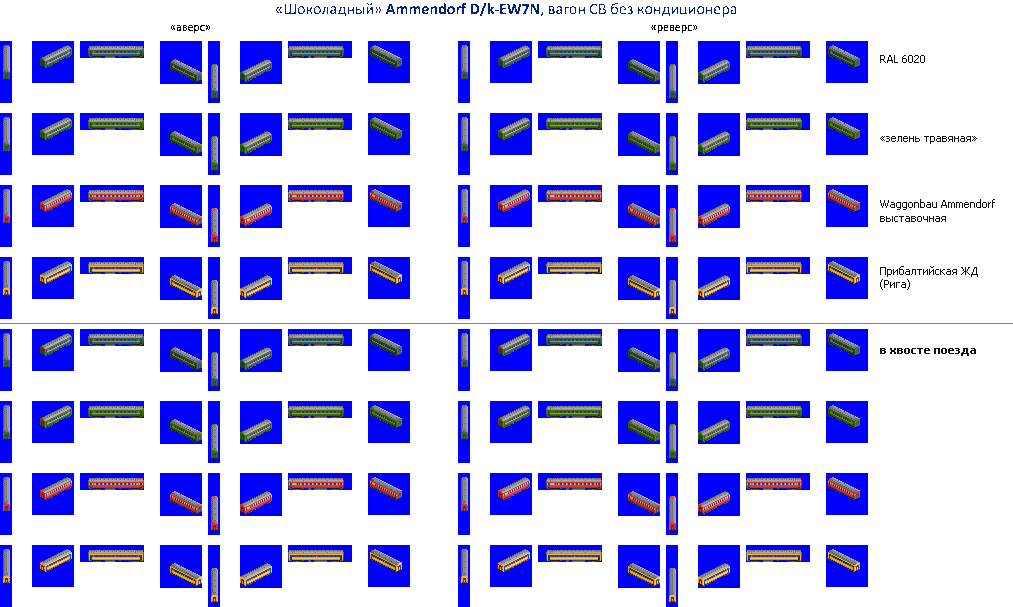 «Шоколадный» Ammendorf D/k-EW7N, вагон СВ без кондиционера
«аверс» «реверс»
RAL 6020
«зелень травяная»
Waggonbau Ammendorf
выставочная
Прибалтийская ЖД
(Рига)
в хвосте поезда